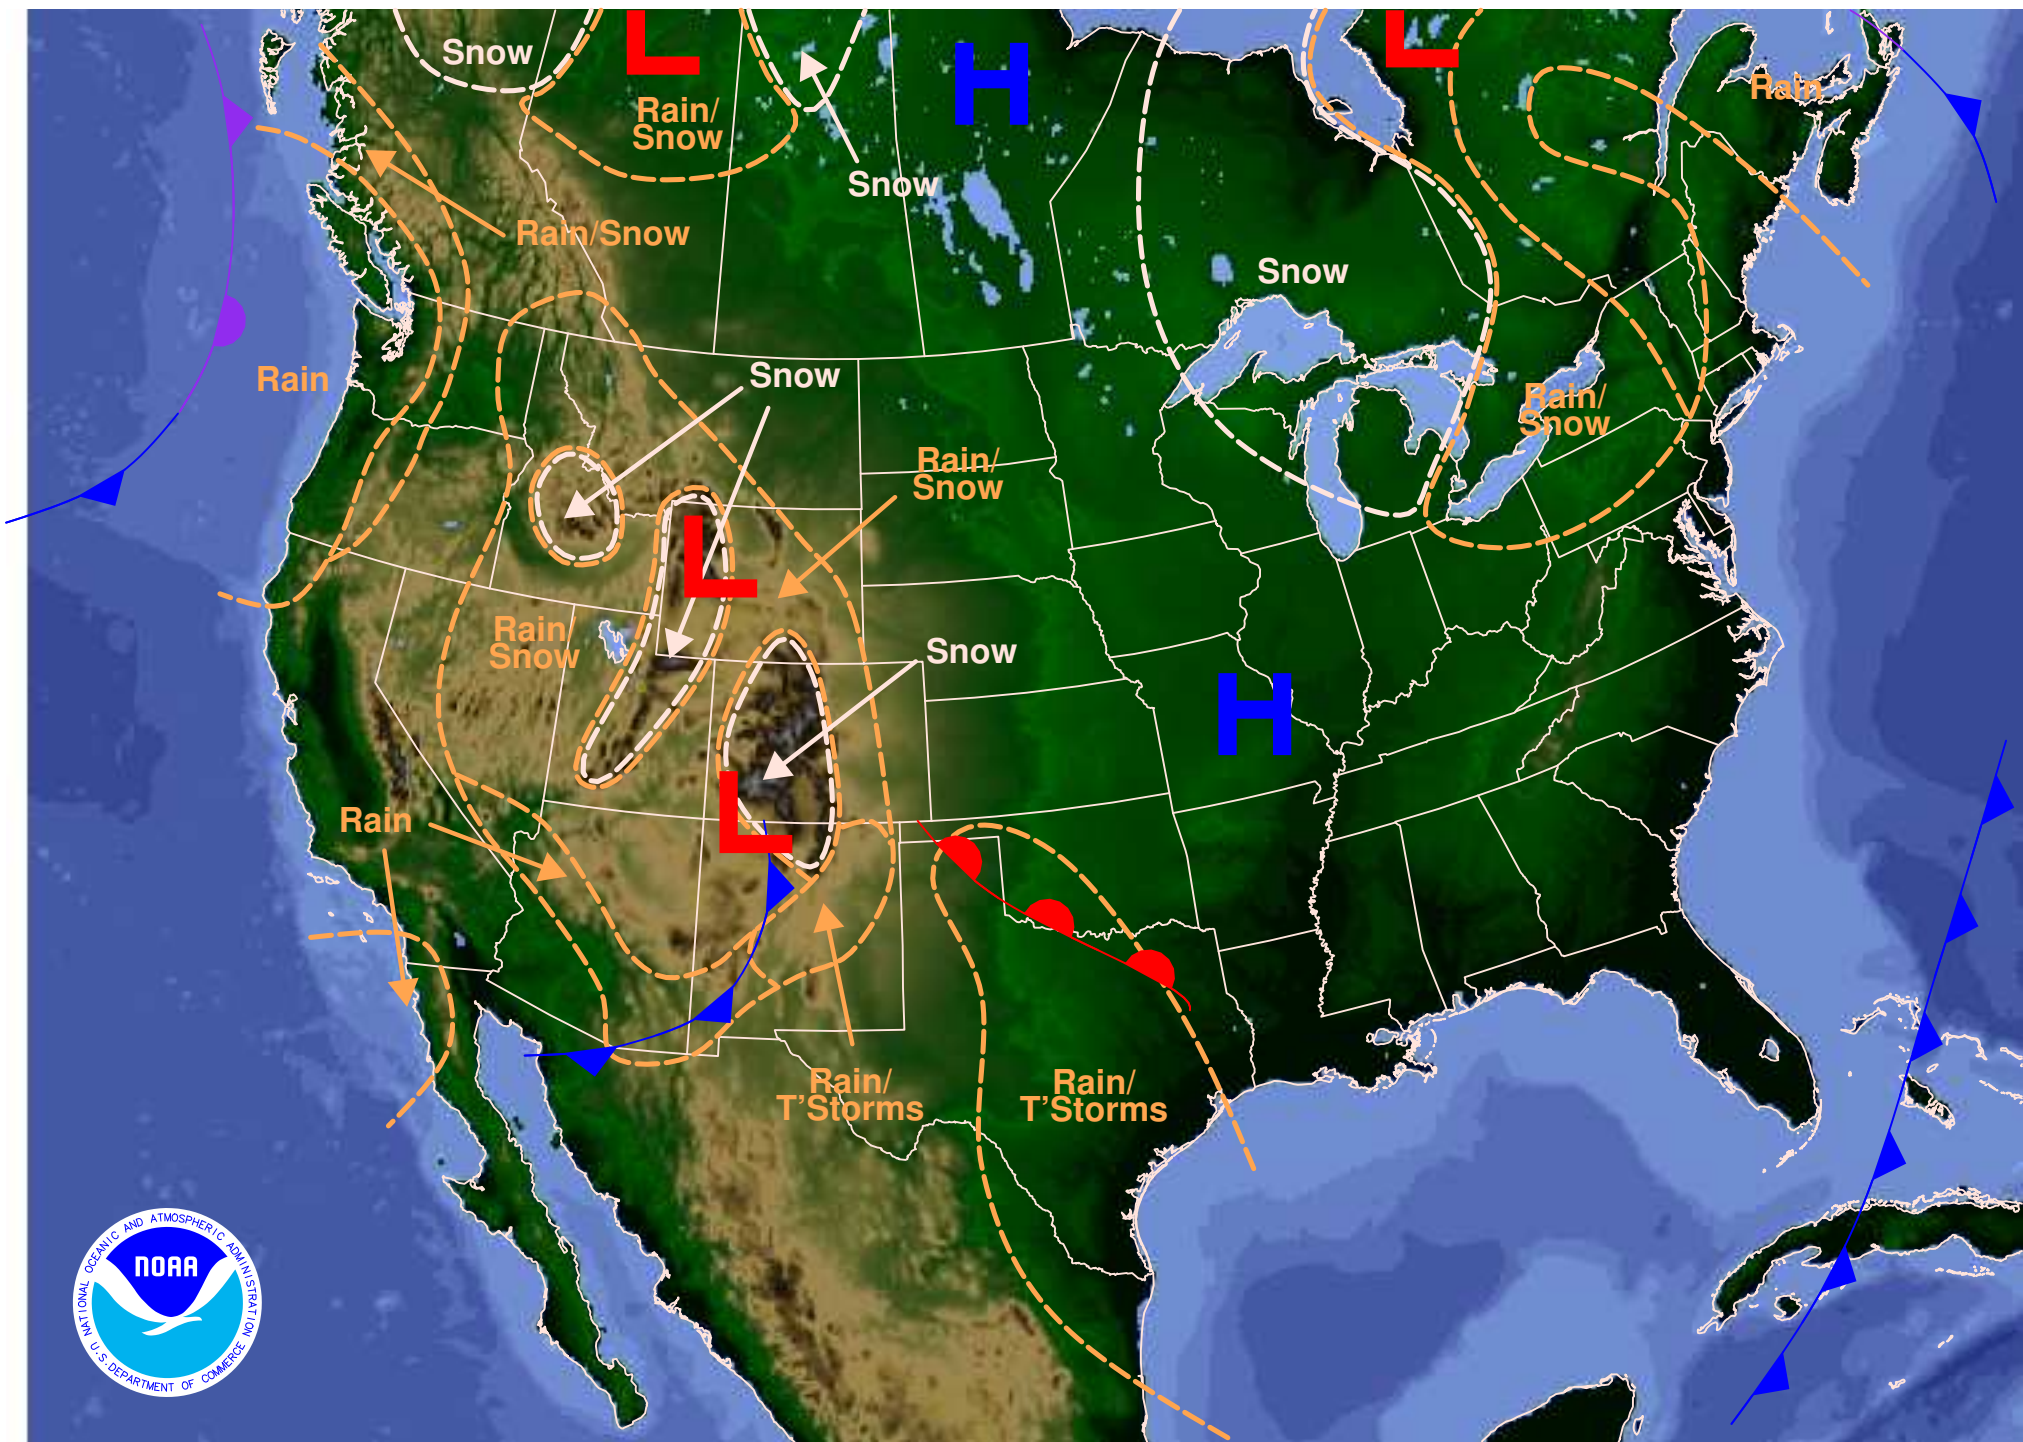 L
L
Snow
H
Rain
Rain/
Snow
Snow
Rain/Snow
Snow
Rain
Snow
Rain/
Snow
Rain/
Snow
L
Rain/
Snow
Snow
H
L
Rain
Rain/
T'Storms
Rain/
T'Storms
NATIONAL OCEANIC AND ATMOSPHERIC ADMINISTRATION
NOAA
U.S. DEPARTMENT OF COMMERCE